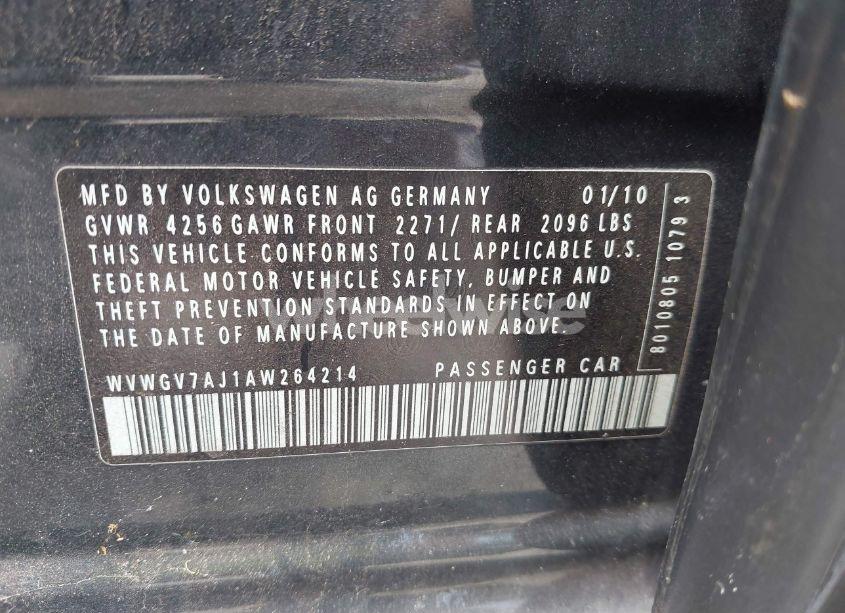 MFD BY VOLKSWAGEN AG GERMANY 01/10
GVWR 4256 GAWR FRONT 2271/ REAR 2096 LBS
THIS VEHICLE CONFORMS TO ALL APPLICABLE U.S.
FEDERAL MOTOR VEHICLE SAFETY, BUMPER AND
THEFT PREVENTION STANDARDS IN EFFECT ON
THE DATE OF MANUFACTURE SHOWN ABOVE.
WVWGV7AJ1AW264214 PASSENGER CAR
8010805 1079 3